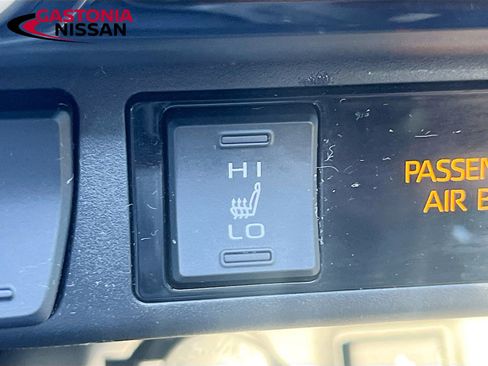 GASTONIA
NISSAN
HI
LO
PASSEN
AIR B